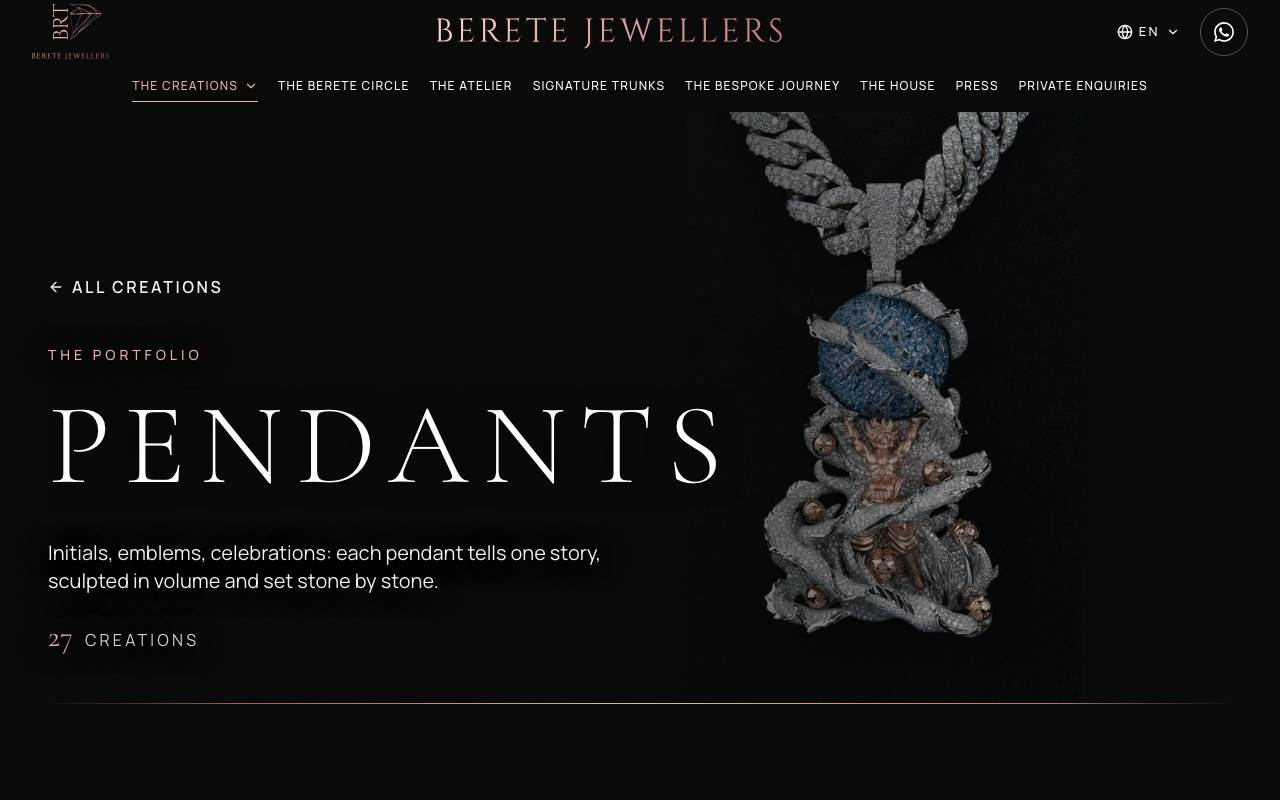 BRT
BERETE JEWELLERS
BERETE JEWELLERS
EN
THE CREATIONS
THE BERETE CIRCLE
THE ATELIER
SIGNATURE TRUNKS
THE BESPOKE JOURNEY
THE HOUSE
PRESS
PRIVATE ENQUIRIES
ALL CREATIONS
THE PORTFOLIO
PENDANTS
Initials, emblems, celebrations: each pendant tells one story,
sculpted in volume and set stone by stone.
27 CREATIONS